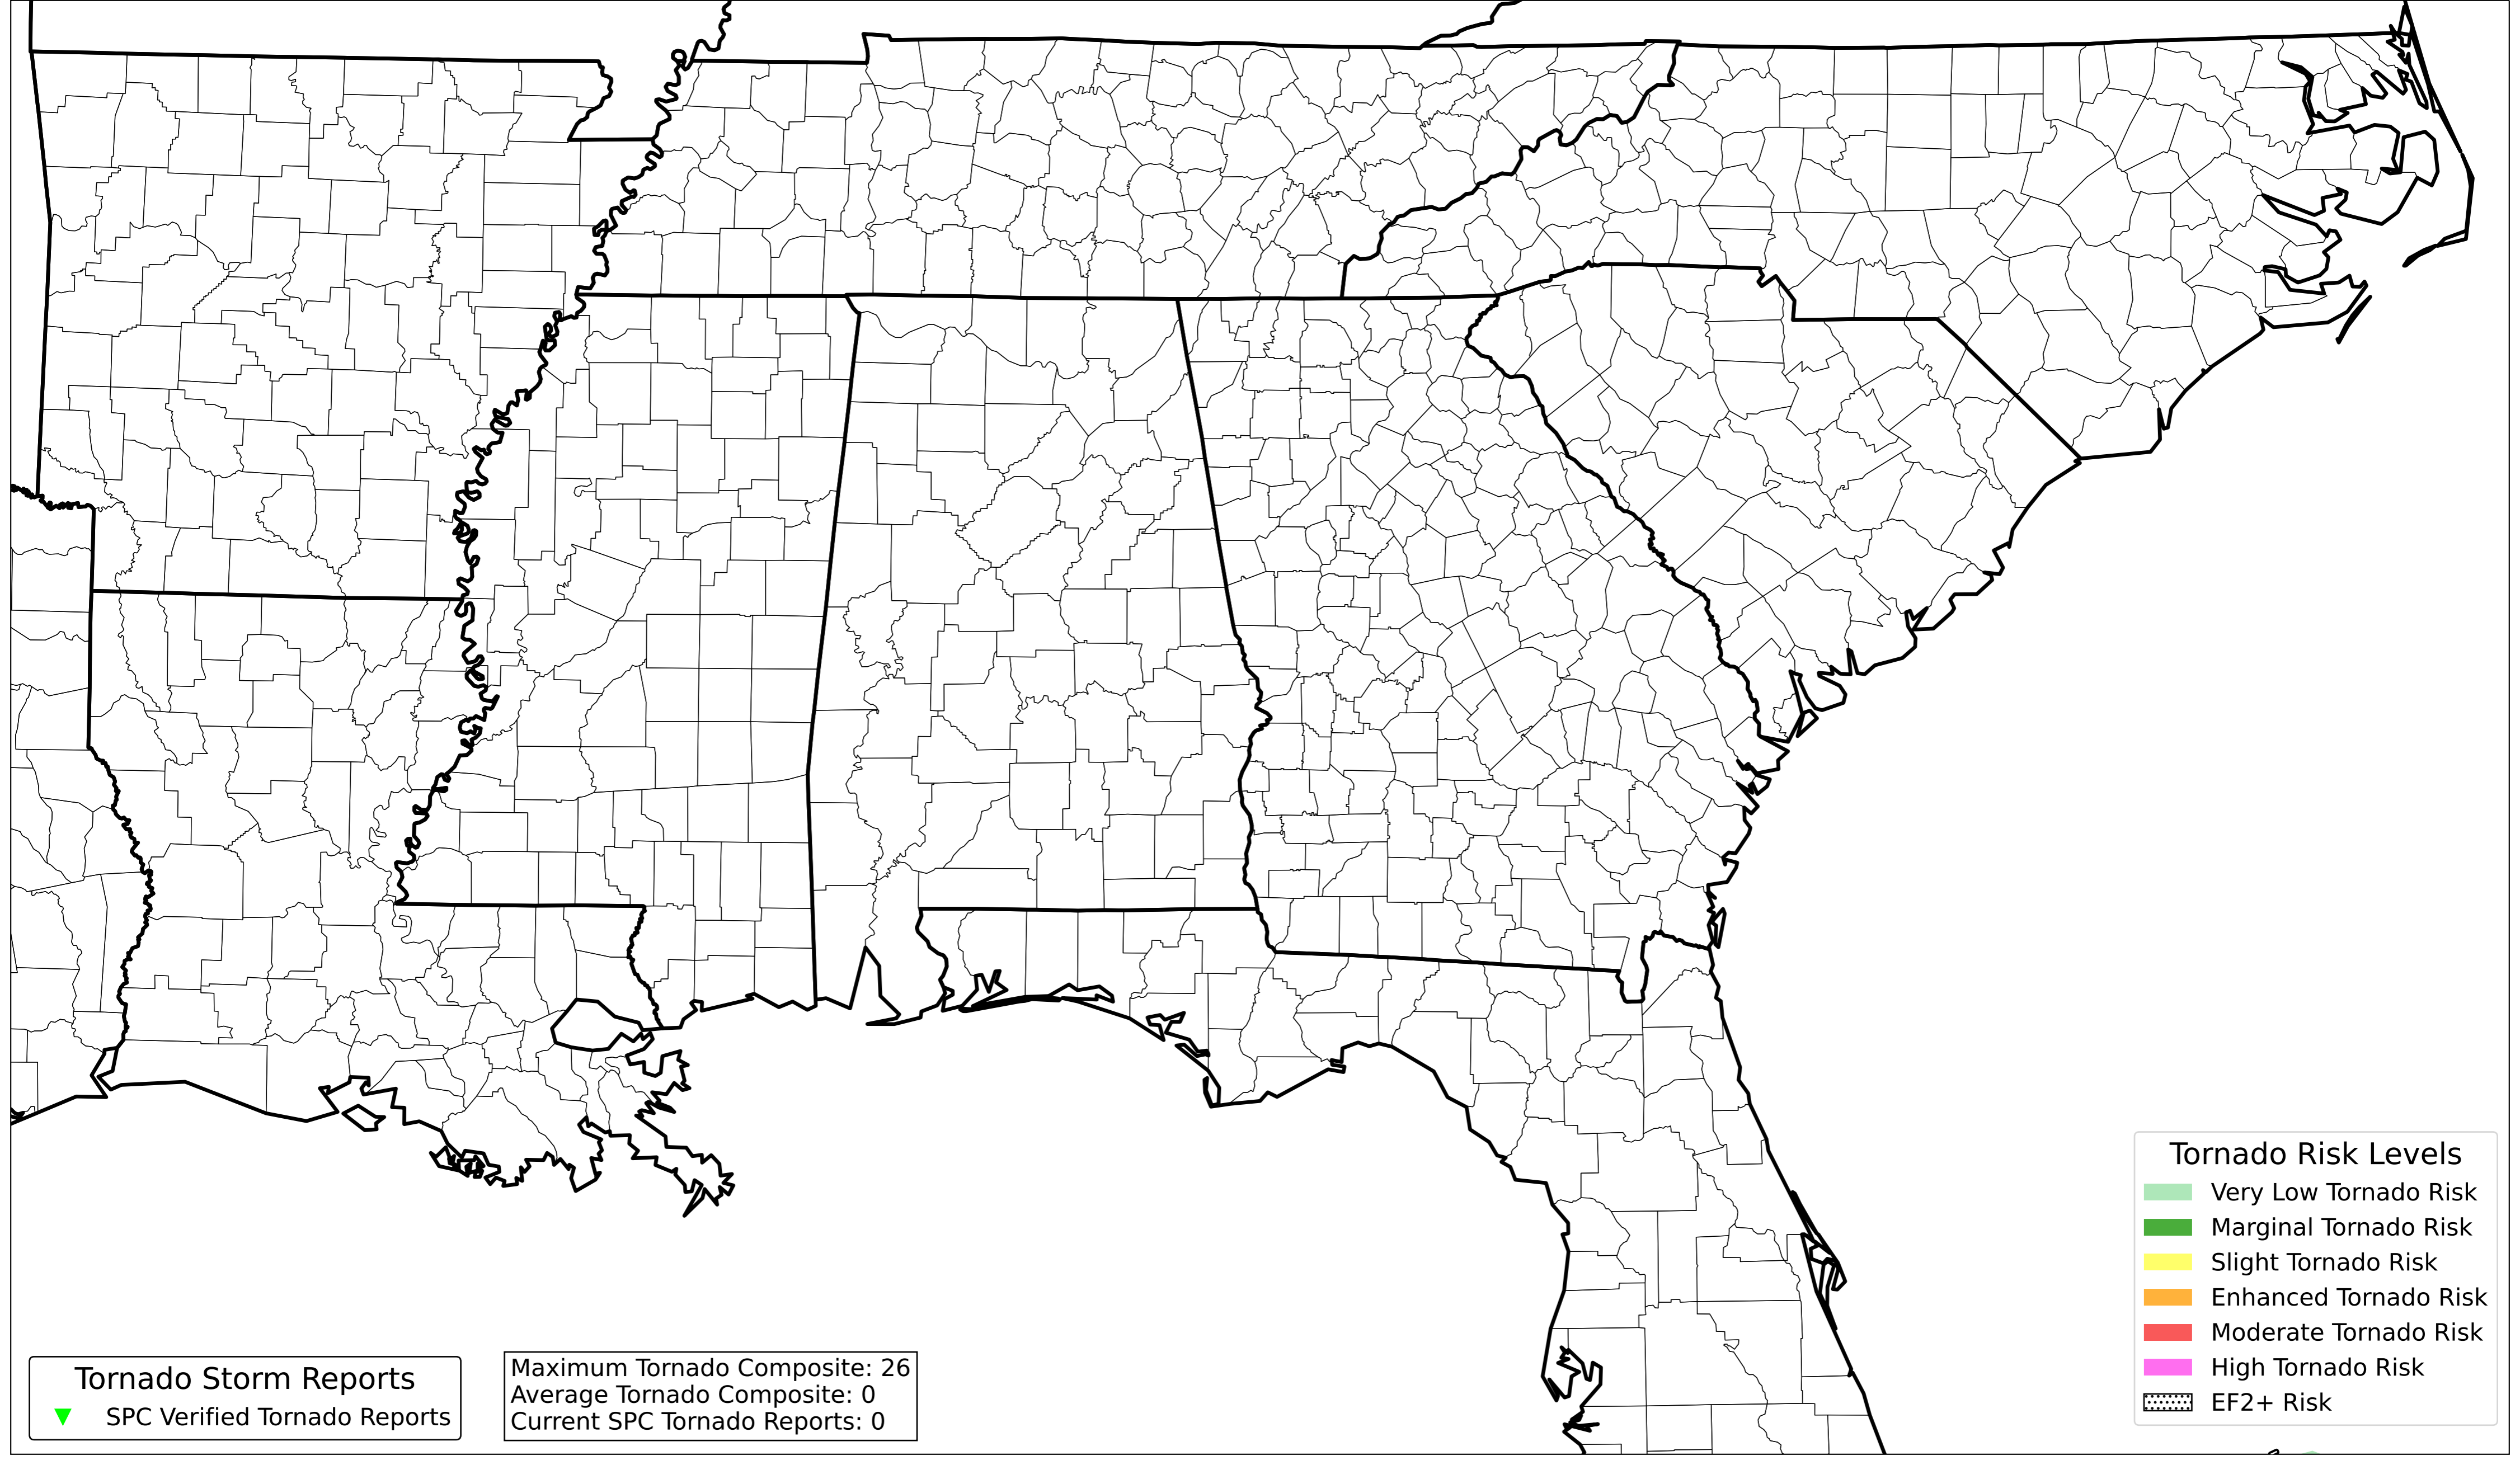 Tornado Risk Levels
Very Low Tornado Risk
Marginal Tornado Risk
Slight Tornado Risk
Enhanced Tornado Risk
Moderate Tornado Risk
High Tornado Risk
EF2+ Risk
Tornado Storm Reports
SPC Verified Tornado Reports
Maximum Tornado Composite: 26
Average Tornado Composite: 0
Current SPC Tornado Reports: 0